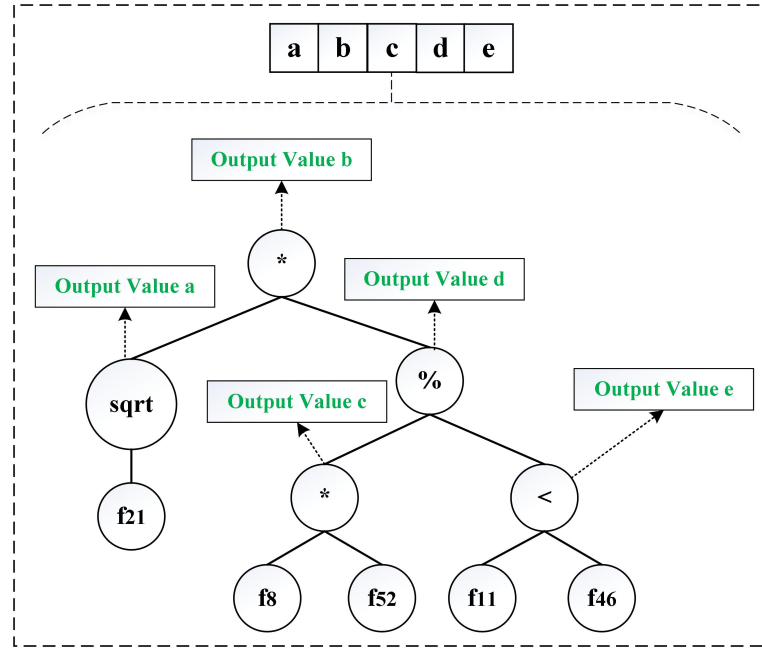 a b c d e
Output Value b
*
Output Value a
Output Value d
sqrt
%
Output Value c
Output Value e
f21
*
<
f8
f52
f11
f46